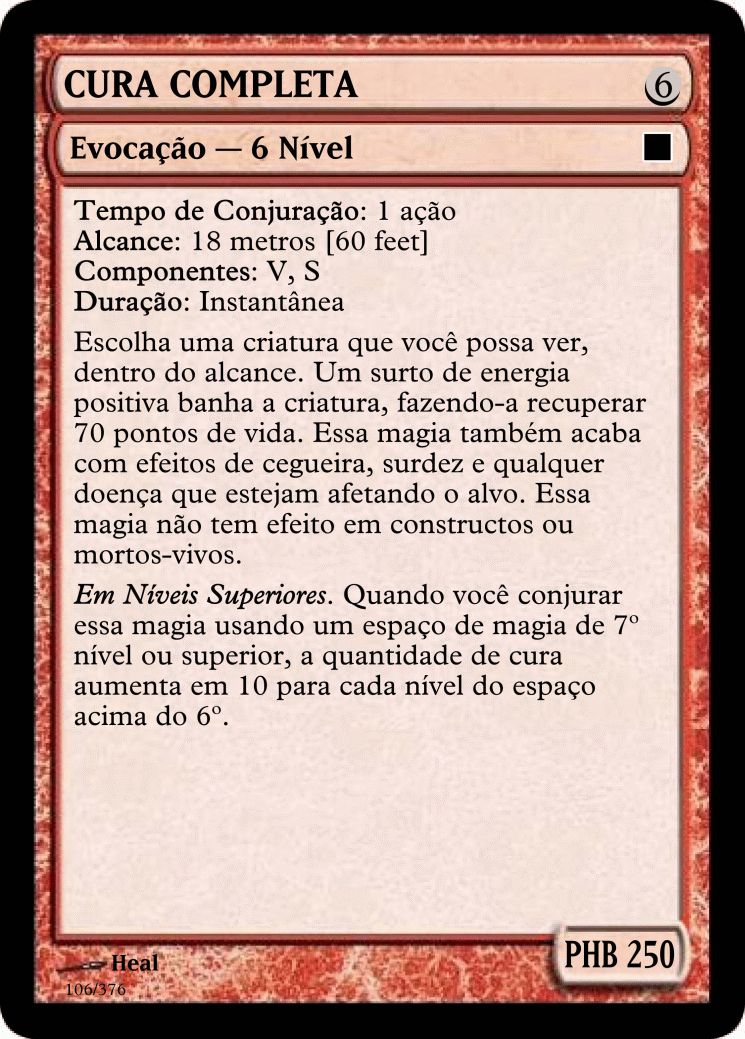 CURA COMPLETA 6
Evocação — 6 Nível
Tempo de Conjuração: 1 ação
Alcance: 18 metros [60 feet]
Componentes: V, S
Duração: Instantânea
Escolha uma criatura que você possa ver,
dentro do alcance. Um surto de energia
positiva banha a criatura, fazendo-a recuperar
70 pontos de vida. Essa magia também acaba
com efeitos de cegueira, surdez e qualquer
doença que estejam afetando o alvo. Essa
magia não tem efeito em constructos ou
mortos-vivos.
Em Níveis Superiores. Quando você conjurar
essa magia usando um espaço de magia de 7º
nível ou superior, a quantidade de cura
aumenta em 10 para cada nível do espaço
acima do 6º.
PHB 250
Heal
106/376